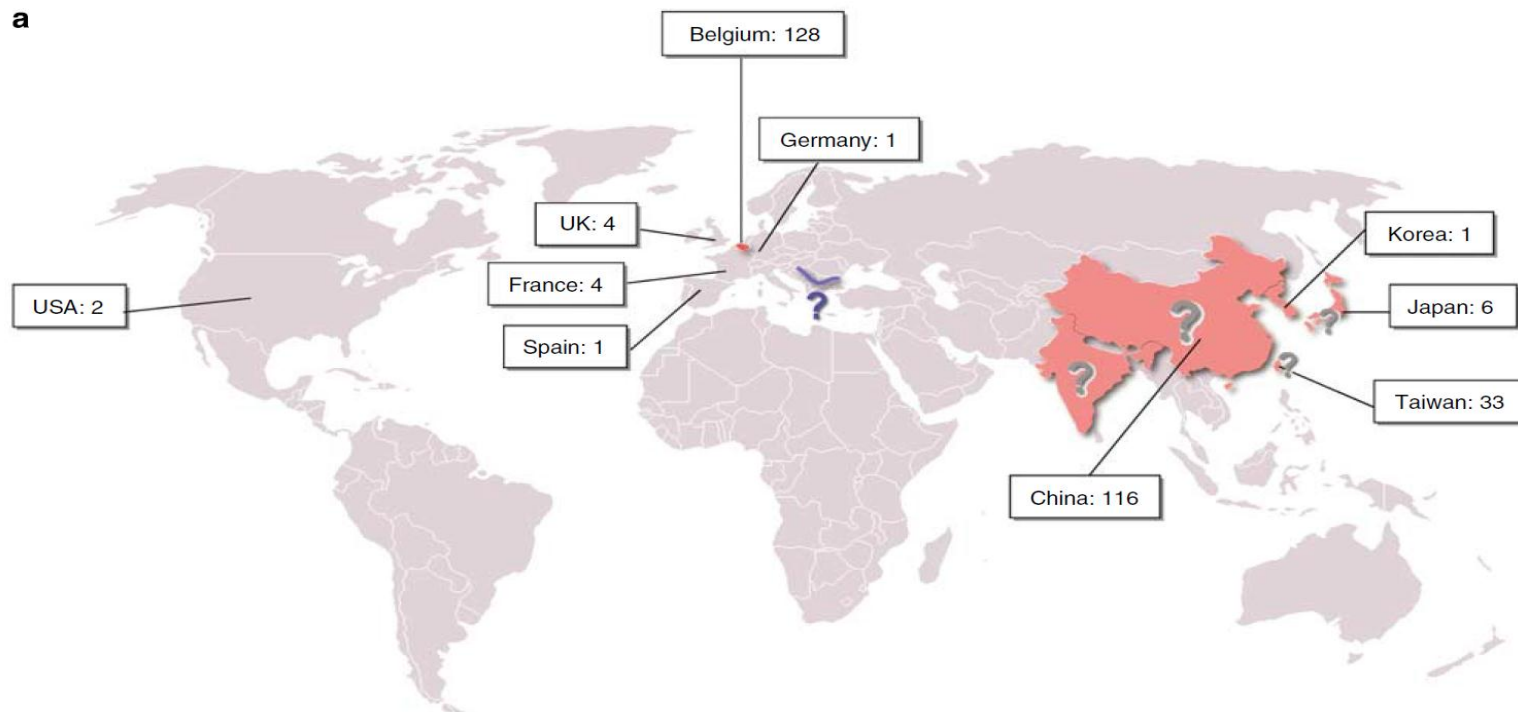 a
Belgium: 128
Germany: 1
UK: 4
Korea: 1
France: 4
USA: 2
Japan: 6
?
?
?
Spain: 1
?
?
Taiwan: 33
China: 116